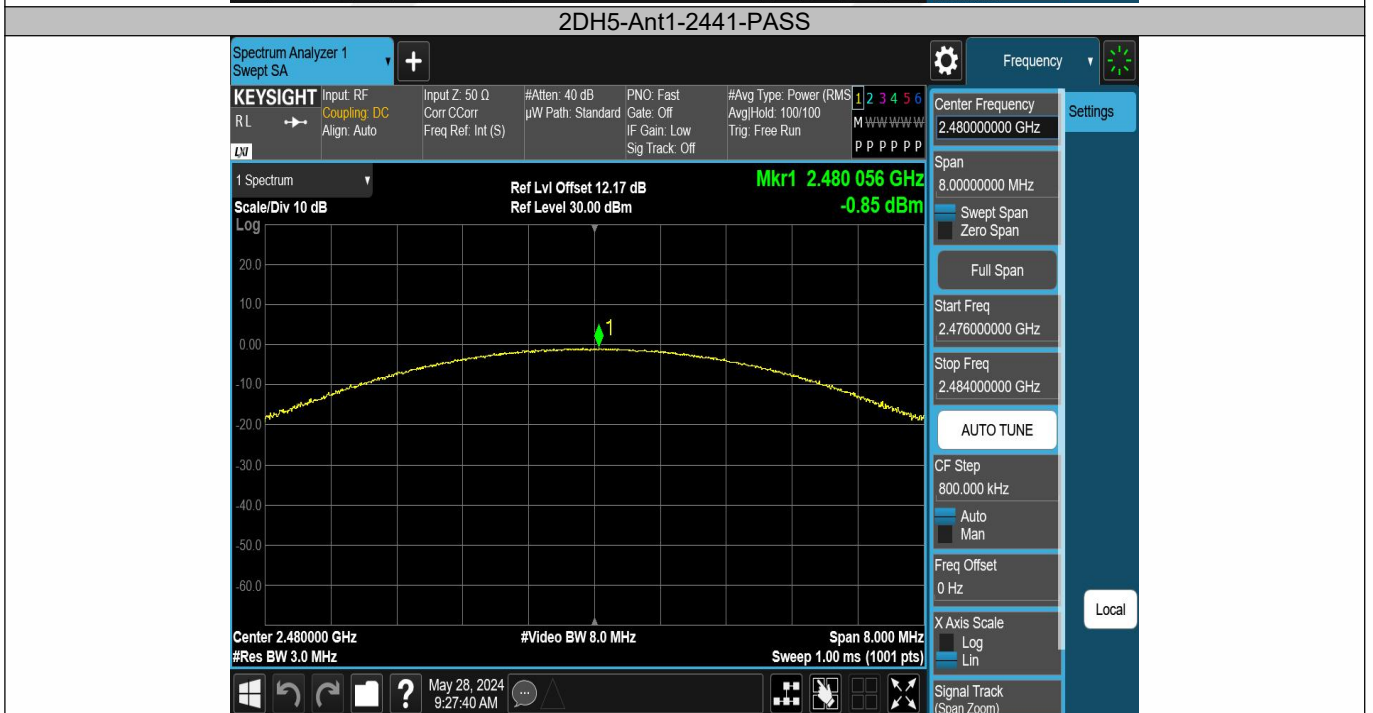 2DH5-Ant1-2441-PASS
Spectrum Analyzer 1
Swept SA
+
Frequency
KEYSIGHT
RL
LXI
Input: RF
Coupling: DC
Align: Auto
Input Z: 50 Ω
Corr CCorr
Freq Ref: Int (S)
#Atten: 40 dB
µW Path: Standard
PNO: Fast
Gate: Off
IF Gain: Low
Sig Track: Off
#Avg Type: Power (RMS
Avg|Hold: 100/100
Trig: Free Run
1 2 3 4 5 6
M W W W W W
P P P P P P
1 Spectrum
Scale/Div 10 dB
Log
Ref Lvl Offset 12.17 dB
Ref Level 30.00 dBm
Mkr1 2.480 056 GHz
-0.85 dBm
20.0
10.0
0.00
-10.0
-20.0
-30.0
-40.0
-50.0
-60.0
1
Center 2.480000 GHz
#Res BW 3.0 MHz
#Video BW 8.0 MHz
Span 8.000 MHz
Sweep 1.00 ms (1001 pts)
?
May 28, 2024
9:27:40 AM
Center Frequency
2.480000000 GHz
Span
8.00000000 MHz
Swept Span
Zero Span
Full Span
Start Freq
2.476000000 GHz
Stop Freq
2.484000000 GHz
AUTO TUNE
CF Step
800.000 kHz
Auto
Man
Freq Offset
0 Hz
X Axis Scale
Log
Lin
Signal Track
(Span Zoom)
Settings
Local